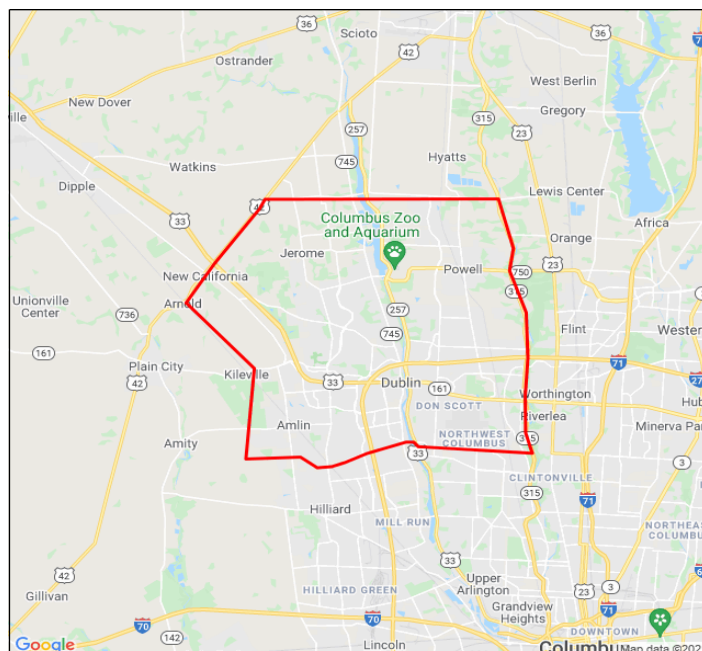 36
Scioto
36
42
71
Ostrander
West Berlin
New Dover
Gregory
257
315
23
745
Hyatts
Watkins
Dipple
Lewis Center
42
33
Columbus Zoo
and Aquarium
Africa
Jerome
Orange
New California
Powell
750
23
Unionville
Center
Arnold
315
736
257
Flint
745
161
71
Plain City
Kileville
33
Dublin
161
42
Worthington
DON SCOTT
Riverlea
Amlin
Minerva
Amity
NORTHWEST
COLUMBUS
315
33
3
CLINTONVILLE
315
71
Hilliard
MILL RUN
42
33
Upper
Arlington
23
3
Gillivan
HILLIARD GREEN
Grandview
Heights
71
70
70
142
DOWNTOWN
Lincoln
Google
Map data